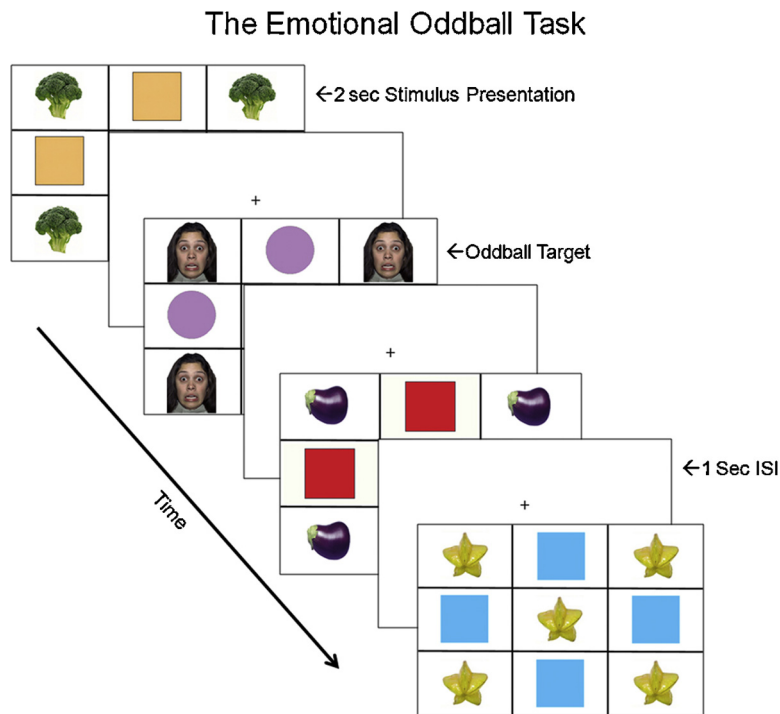 The Emotional Oddball Task
←2 sec Stimulus Presentation
+
←Oddball Target
+
←1 Sec ISI
+
Time